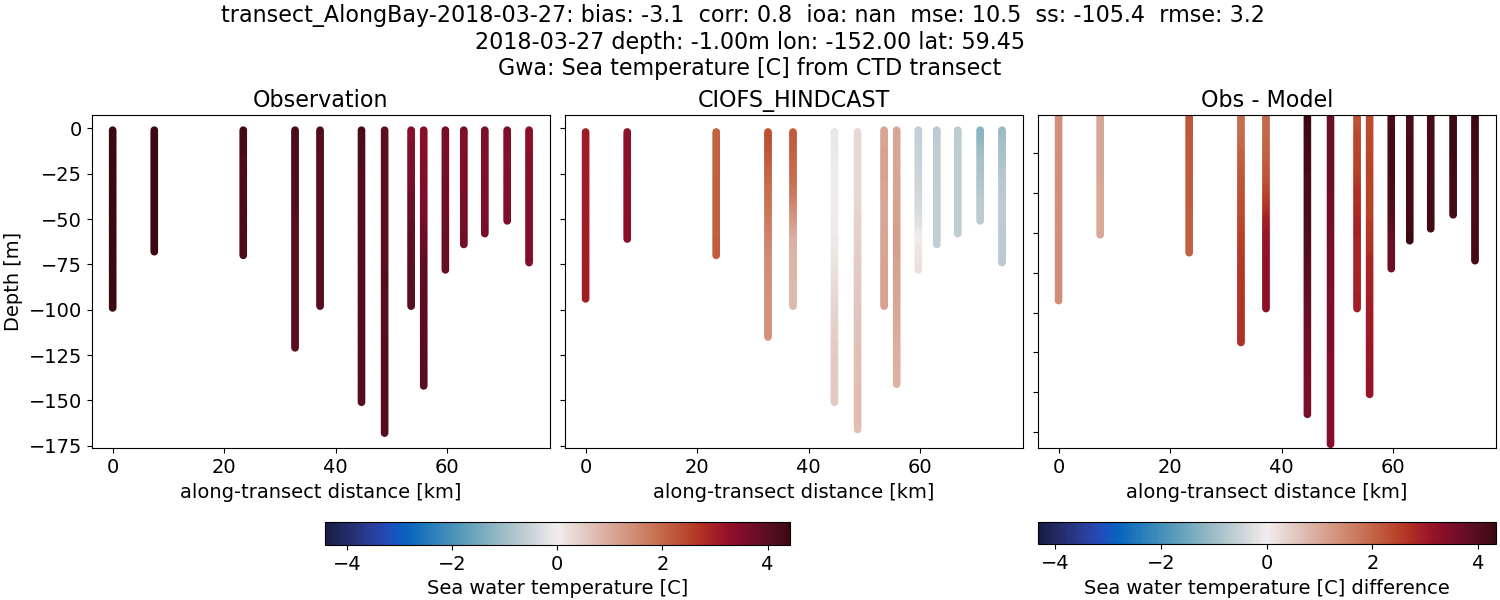 transect_AlongBay-2018-03-27: bias: -3.1  corr: 0.8  ioa: nan  mse: 10.5  ss: -105.4  rmse: 3.2
2018-03-27 depth: -1.00m lon: -152.00 lat: 59.45
Gwa: Sea temperature [C] from CTD transect
Observation
CIOFS_HINDCAST
Obs - Model
Depth [m]
0
−25
−50
−75
−100
−125
−150
−175
0 20 40 60
0 20 40 60
0 20 40 60
along-transect distance [km]
along-transect distance [km]
along-transect distance [km]
−4 −2 0 2 4
−4 −2 0 2 4
Sea water temperature [C]
Sea water temperature [C] difference